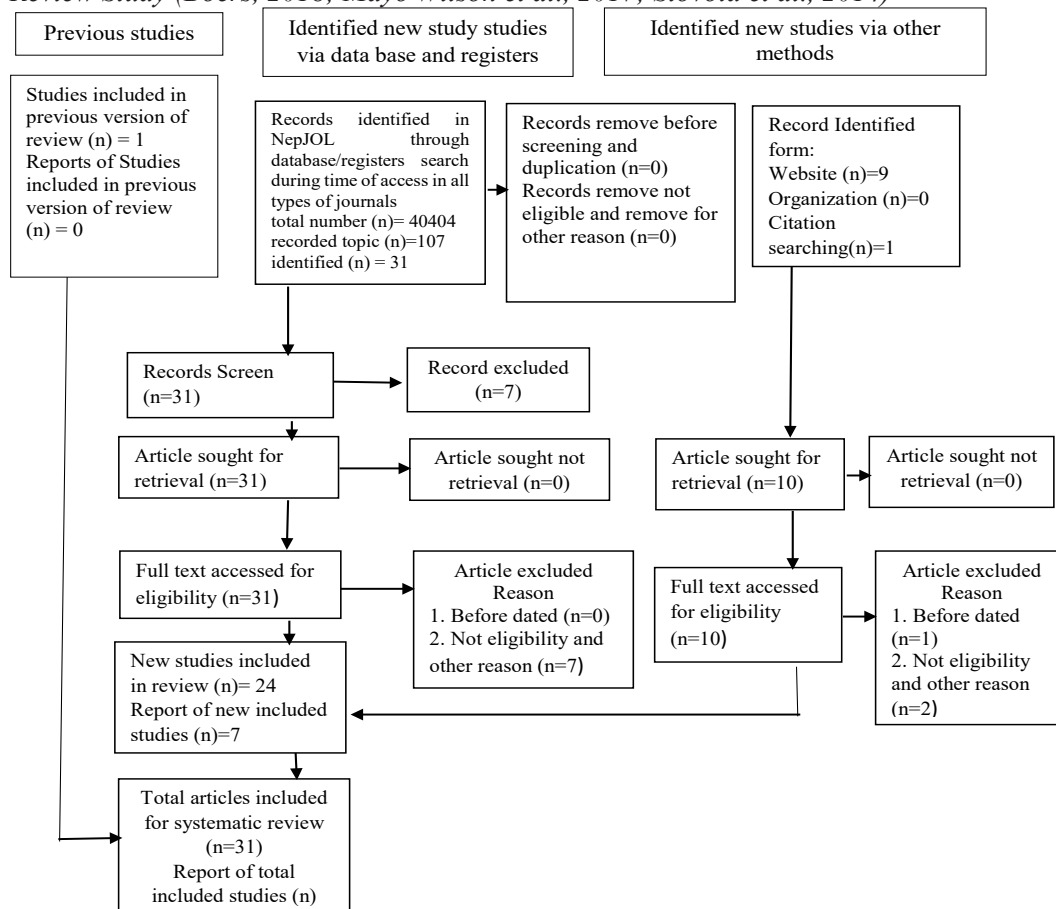 Previous studies
Identified new study studies
via data base and registers
Identified new studies via other
methods
Studies included in
previous version of
review (n) = 1
Reports of Studies
included in previous
version of review
(n) = 0
Records identified in
NepJOL through
database/registers search
during time of access in all
types of journals
total number (n)= 40404
recorded topic (n)=107
identified (n) = 31
Records remove before
screening and
duplication (n=0)
Records remove not
eligible and remove for
other reason (n=0)
Record Identified
form:
Website (n)=9
Organization (n)=0
Citation
searching(n)=1
Records Screen
(n=31)
Record excluded
(n=7)
Article sought for
retrieval (n=31)
Article sought not
retrieval (n=0)
Article sought for
retrieval (n=10)
Article sought not
retrieval (n=0)
Full text accessed for
eligibility (n=31)
Article excluded
Reason
1. Before dated (n=0)
2. Not eligibility and
other reason (n=7)
Full text accessed
for eligibility
(n=10)
Article excluded
Reason
1. Before dated
(n=1)
2. Not eligibility
and other reason
(n=2)
New studies included
in review (n)= 24
Report of new included
studies (n)=7
Total articles included
for systematic review
(n=31)
Report of total
included studies (n)